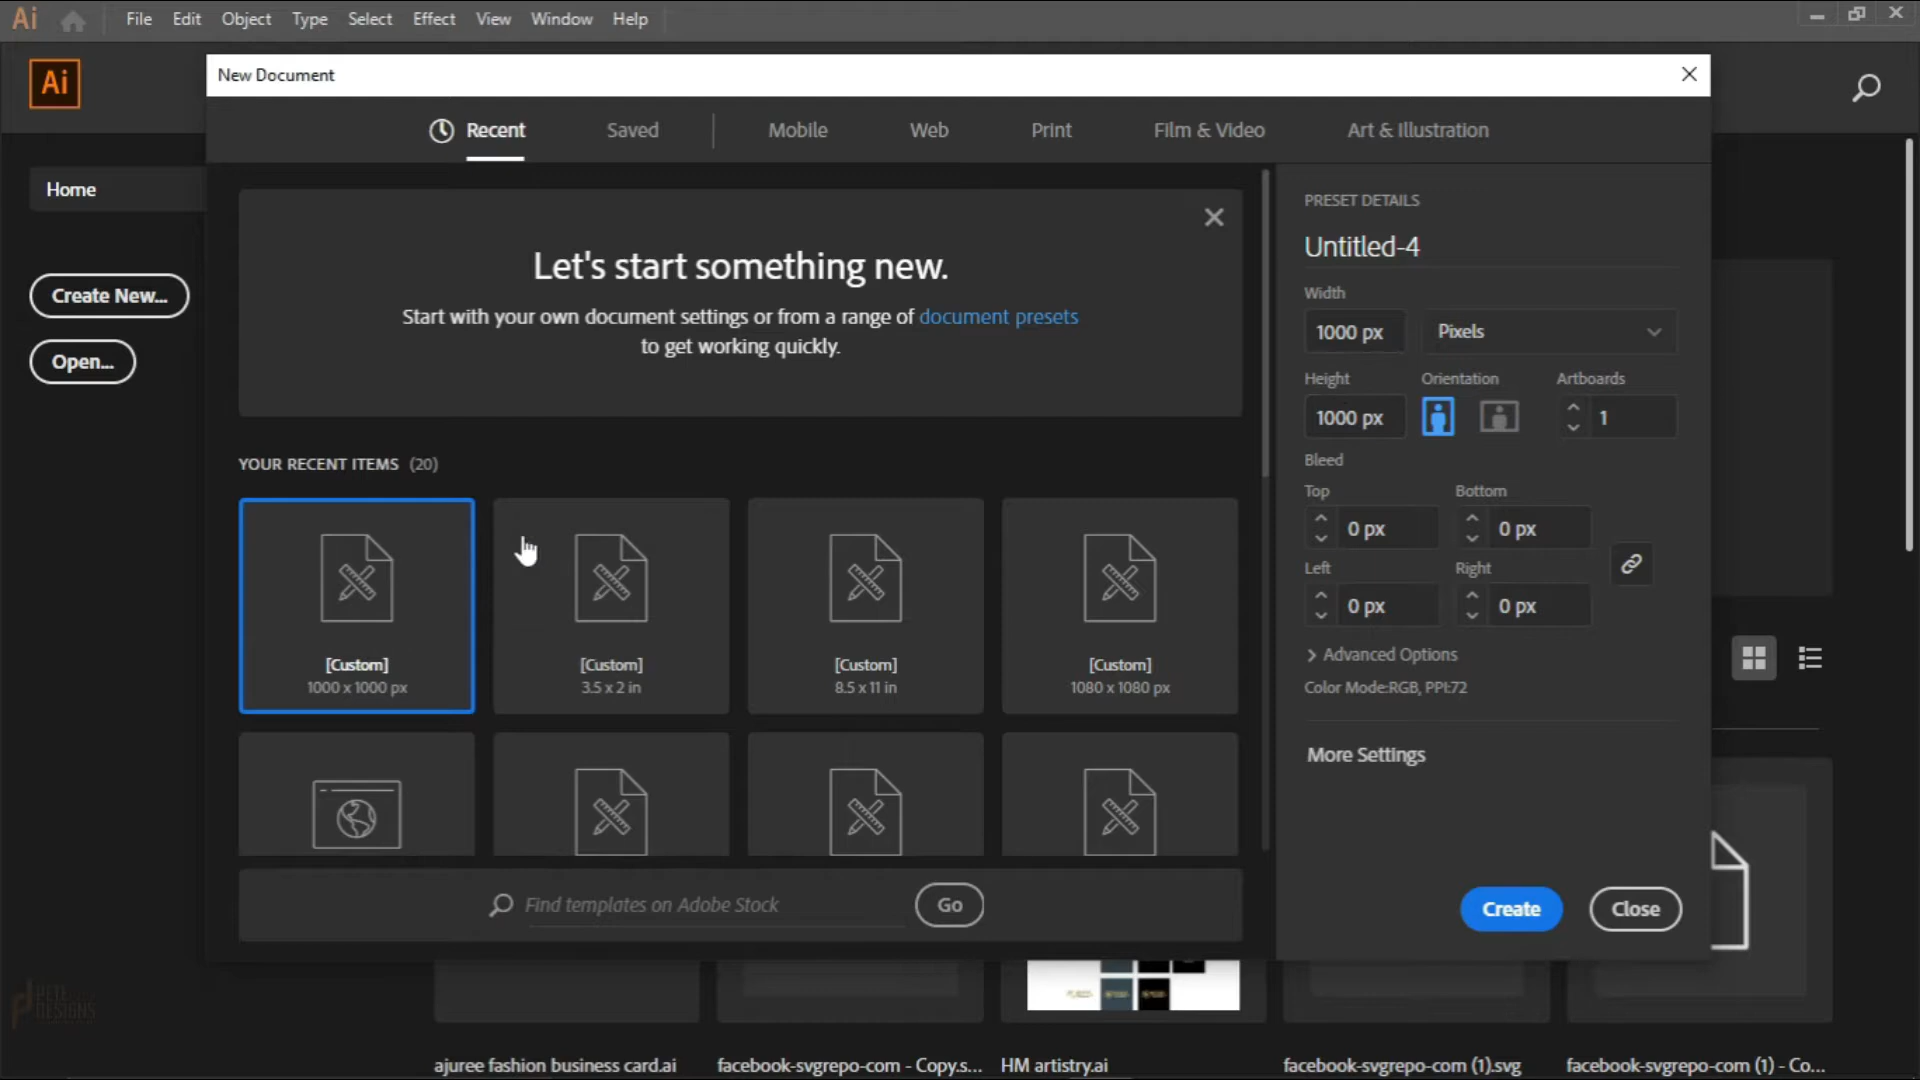 Ai File Edit Object Type Select Effect View Window Help
New Document
Ai
Recent Saved Mobile Web Print Film & Video Art & Illustration
Home
Create New...
Open...
Let's start something new.
Start with your own document settings or from a range of document presets
to get working quickly.
YOUR RECENT ITEMS (20)
[Custom]
1000 x 1000 px
[Custom]
3.5 x 2 in
[Custom]
8.5 x 11 in
[Custom]
1080 x 1080 px
Find templates on Adobe Stock
Go
PRESET DETAILS
Untitled-4
Width
1000 px Pixels
Height Orientation Artboards
1000 px 1
Bleed
Top Bottom
0 px 0 px
Left Right
0 px 0 px
Advanced Options
Color Mode:RGB, PPI:72
More Settings
Create Close
PETE
DESIGNS
ajuree fashion business card.ai
facebook-svgrepo-com - Copy.s...
HM artistry.ai
facebook-svgrepo-com (1).svg
facebook-svgrepo-com (1) - Co...